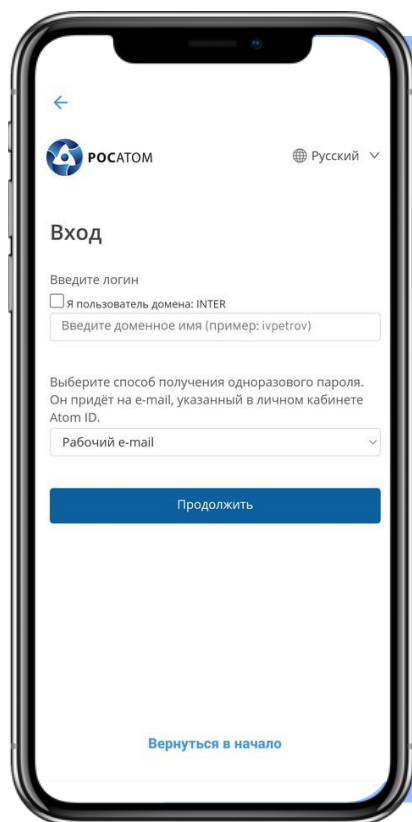 РОСАТОМ
Русский
Вход
Введите логин
Я пользователь домена: INTER
Введите доменное имя (пример: ivpetrov)
Выберите способ получения одноразового пароля.
Он придёт на e-mail, указанный в личном кабинете
Atom ID.
Рабочий e-mail
Продолжить
Вернуться в начало